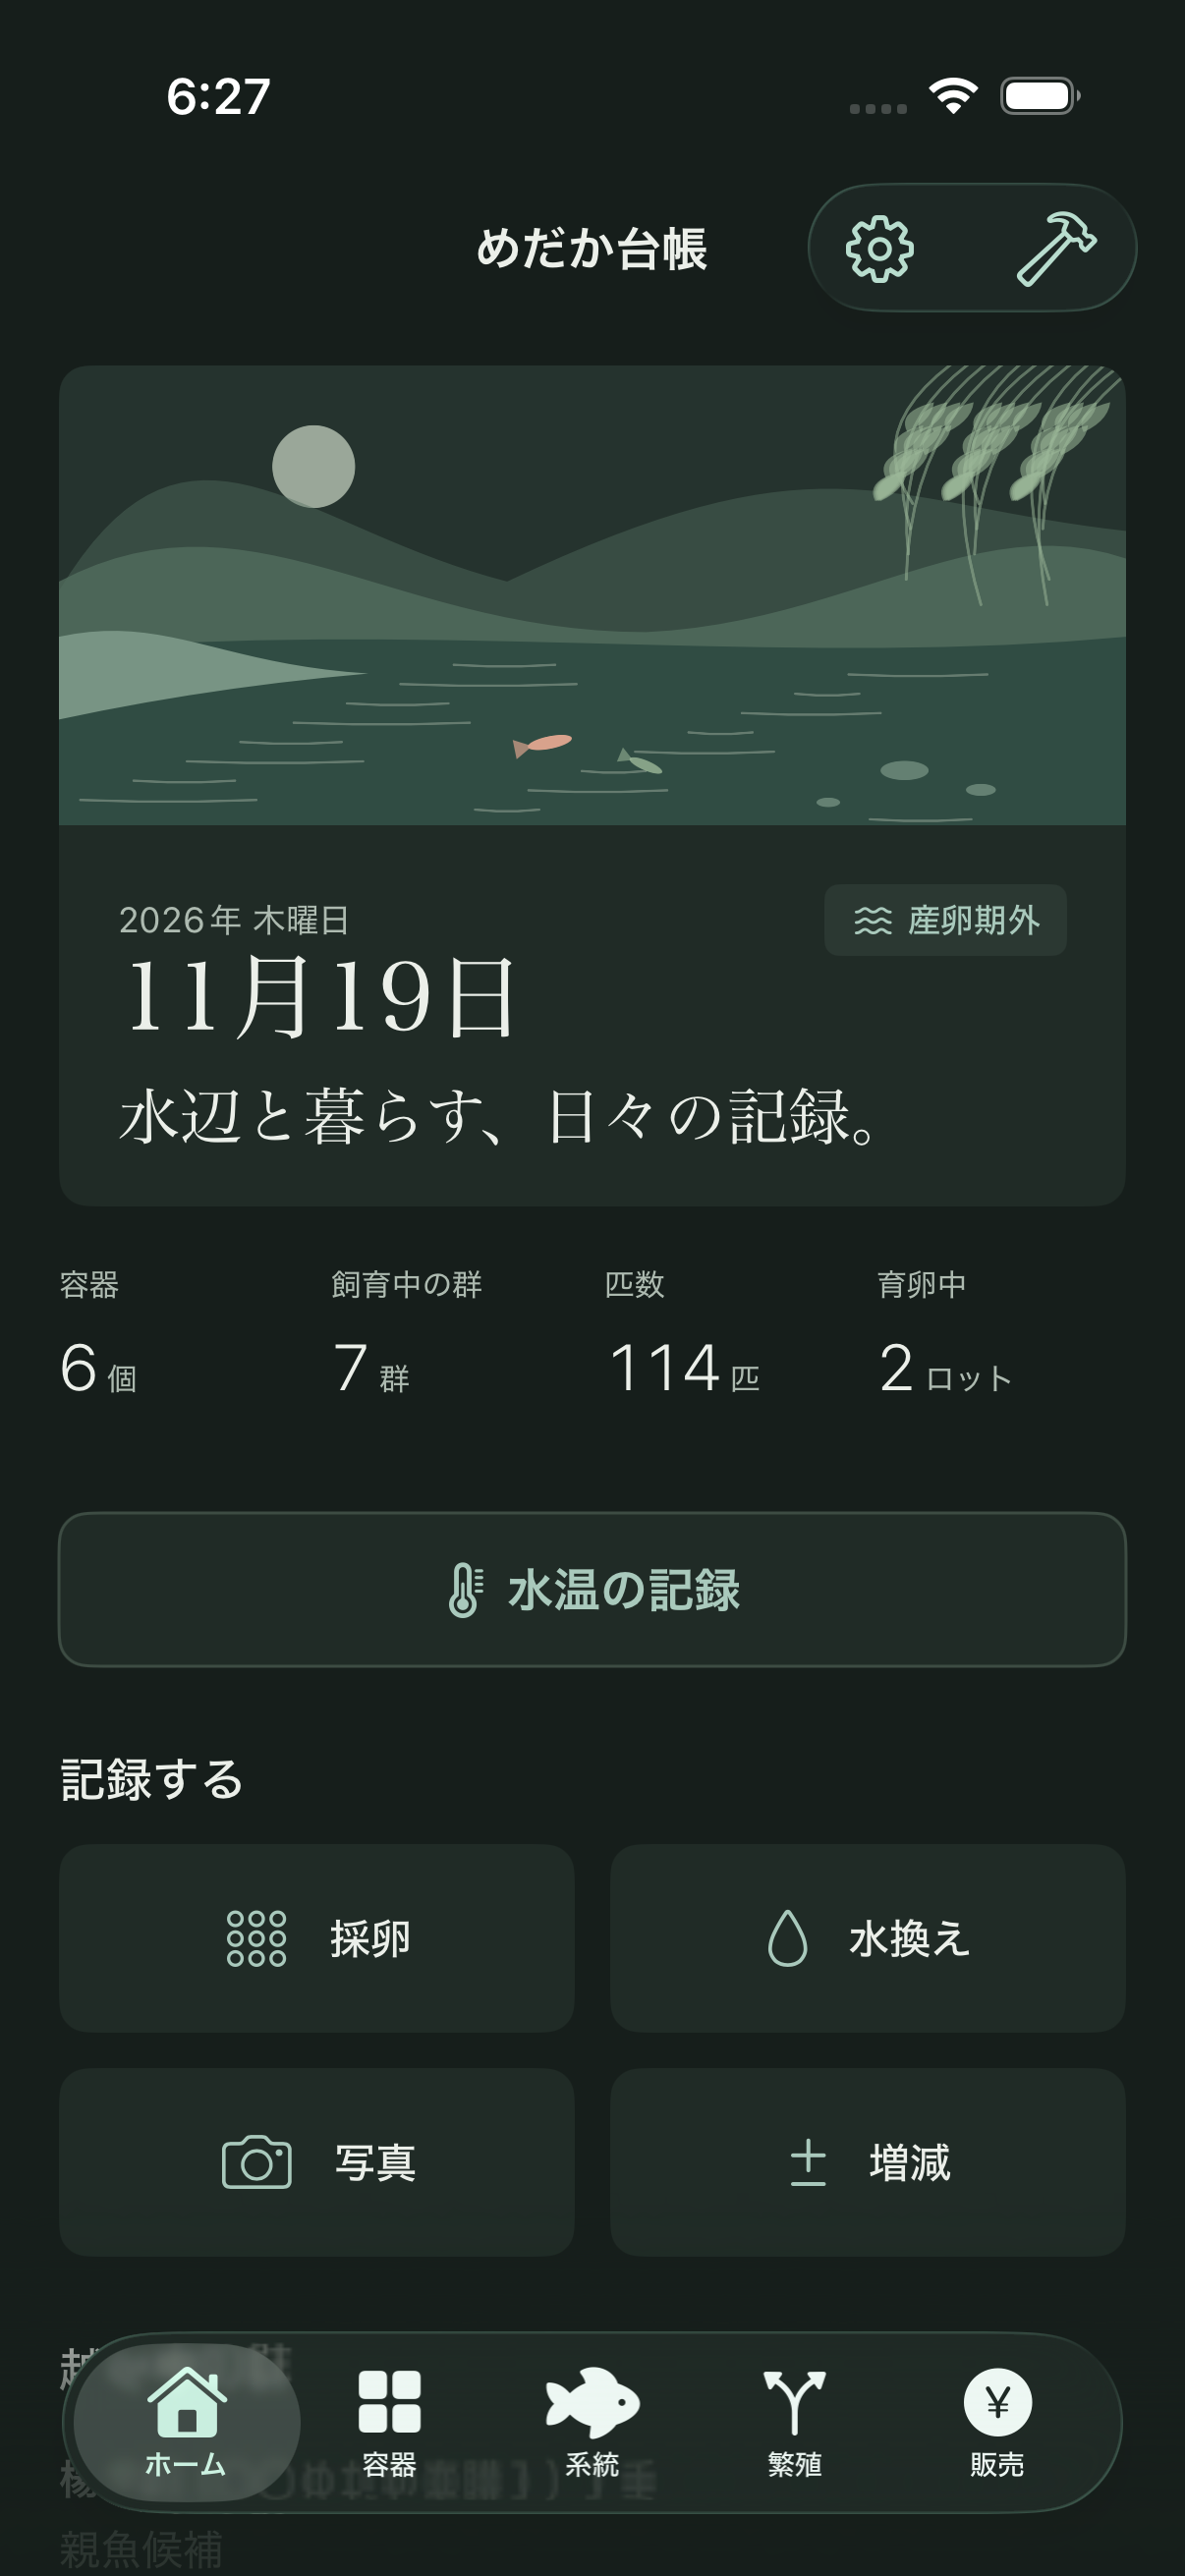 6:27
めだか台帳
2026年 木曜日
産卵期外
11月19日
水辺と暮らす、日々の記録。
容器
飼育中の群
匹数
育卵中
6 個
7 群
114 匹
2 ロット
水温の記録
記録する
採卵
水換え
写真
増減
ホーム
容器
系統
繁殖
¥
販売
親魚候補